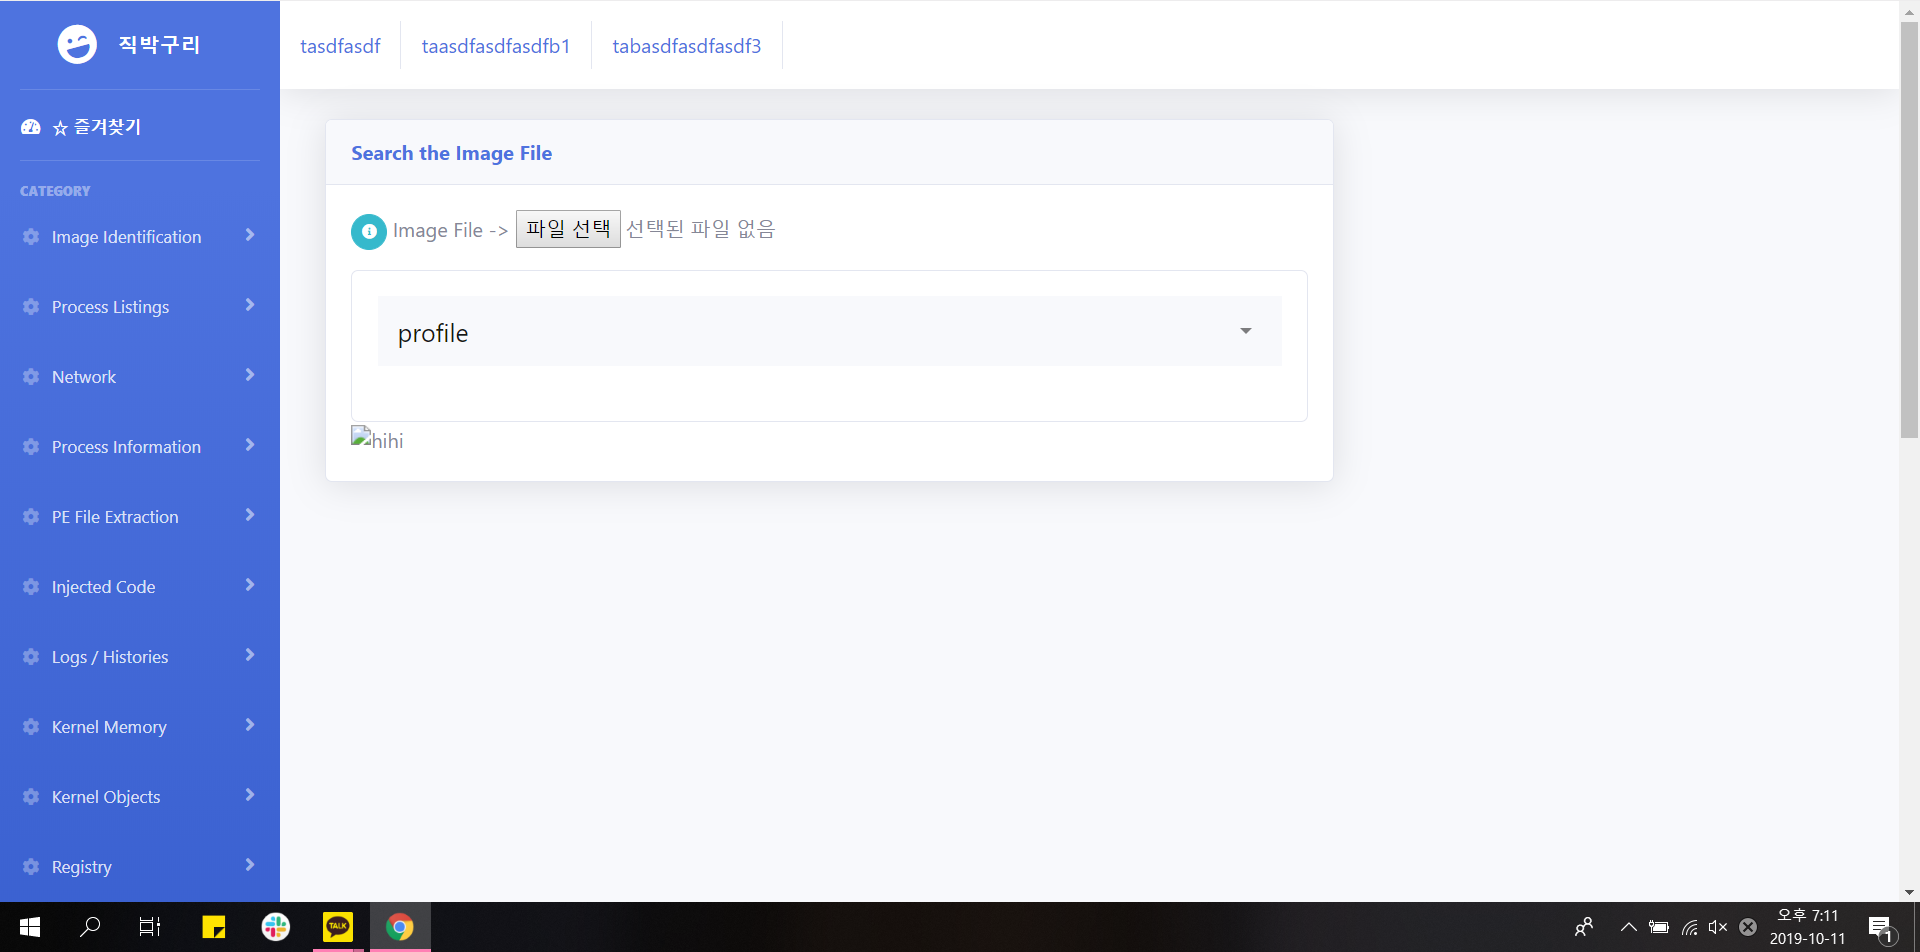 직박구리
☆ 즐겨찾기
CATEGORY
Image Identification
Process Listings
Network
Process Information
PE File Extraction
Injected Code
Logs / Histories
Kernel Memory
Kernel Objects
Registry
tasdfasdf
taasdfasdfasdfb1
tabasdfasdfasdf3
Search the Image File
Image File -> 파일 선택 선택된 파일 없음
profile
hihi
TALK
오후 7:11
2019-10-11
1